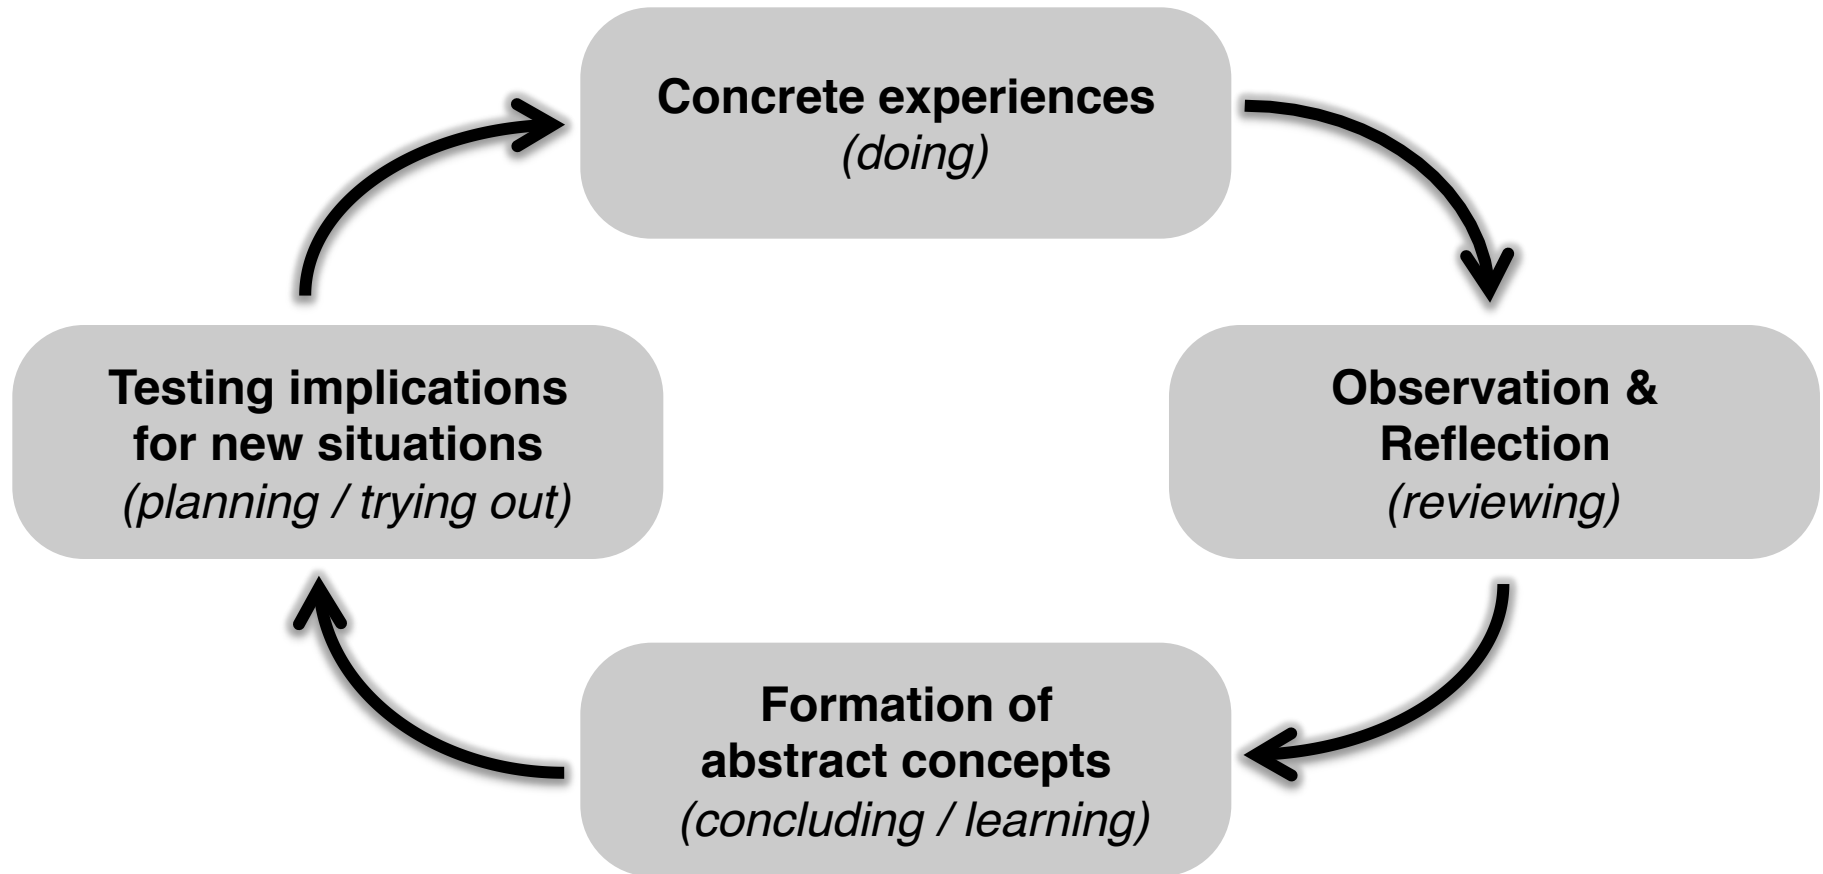 Concrete experiences
(doing)
Testing implications
for new situations
(planning / trying out)
Observation &
Reflection
(reviewing)
Formation of
abstract concepts
(concluding / learning)